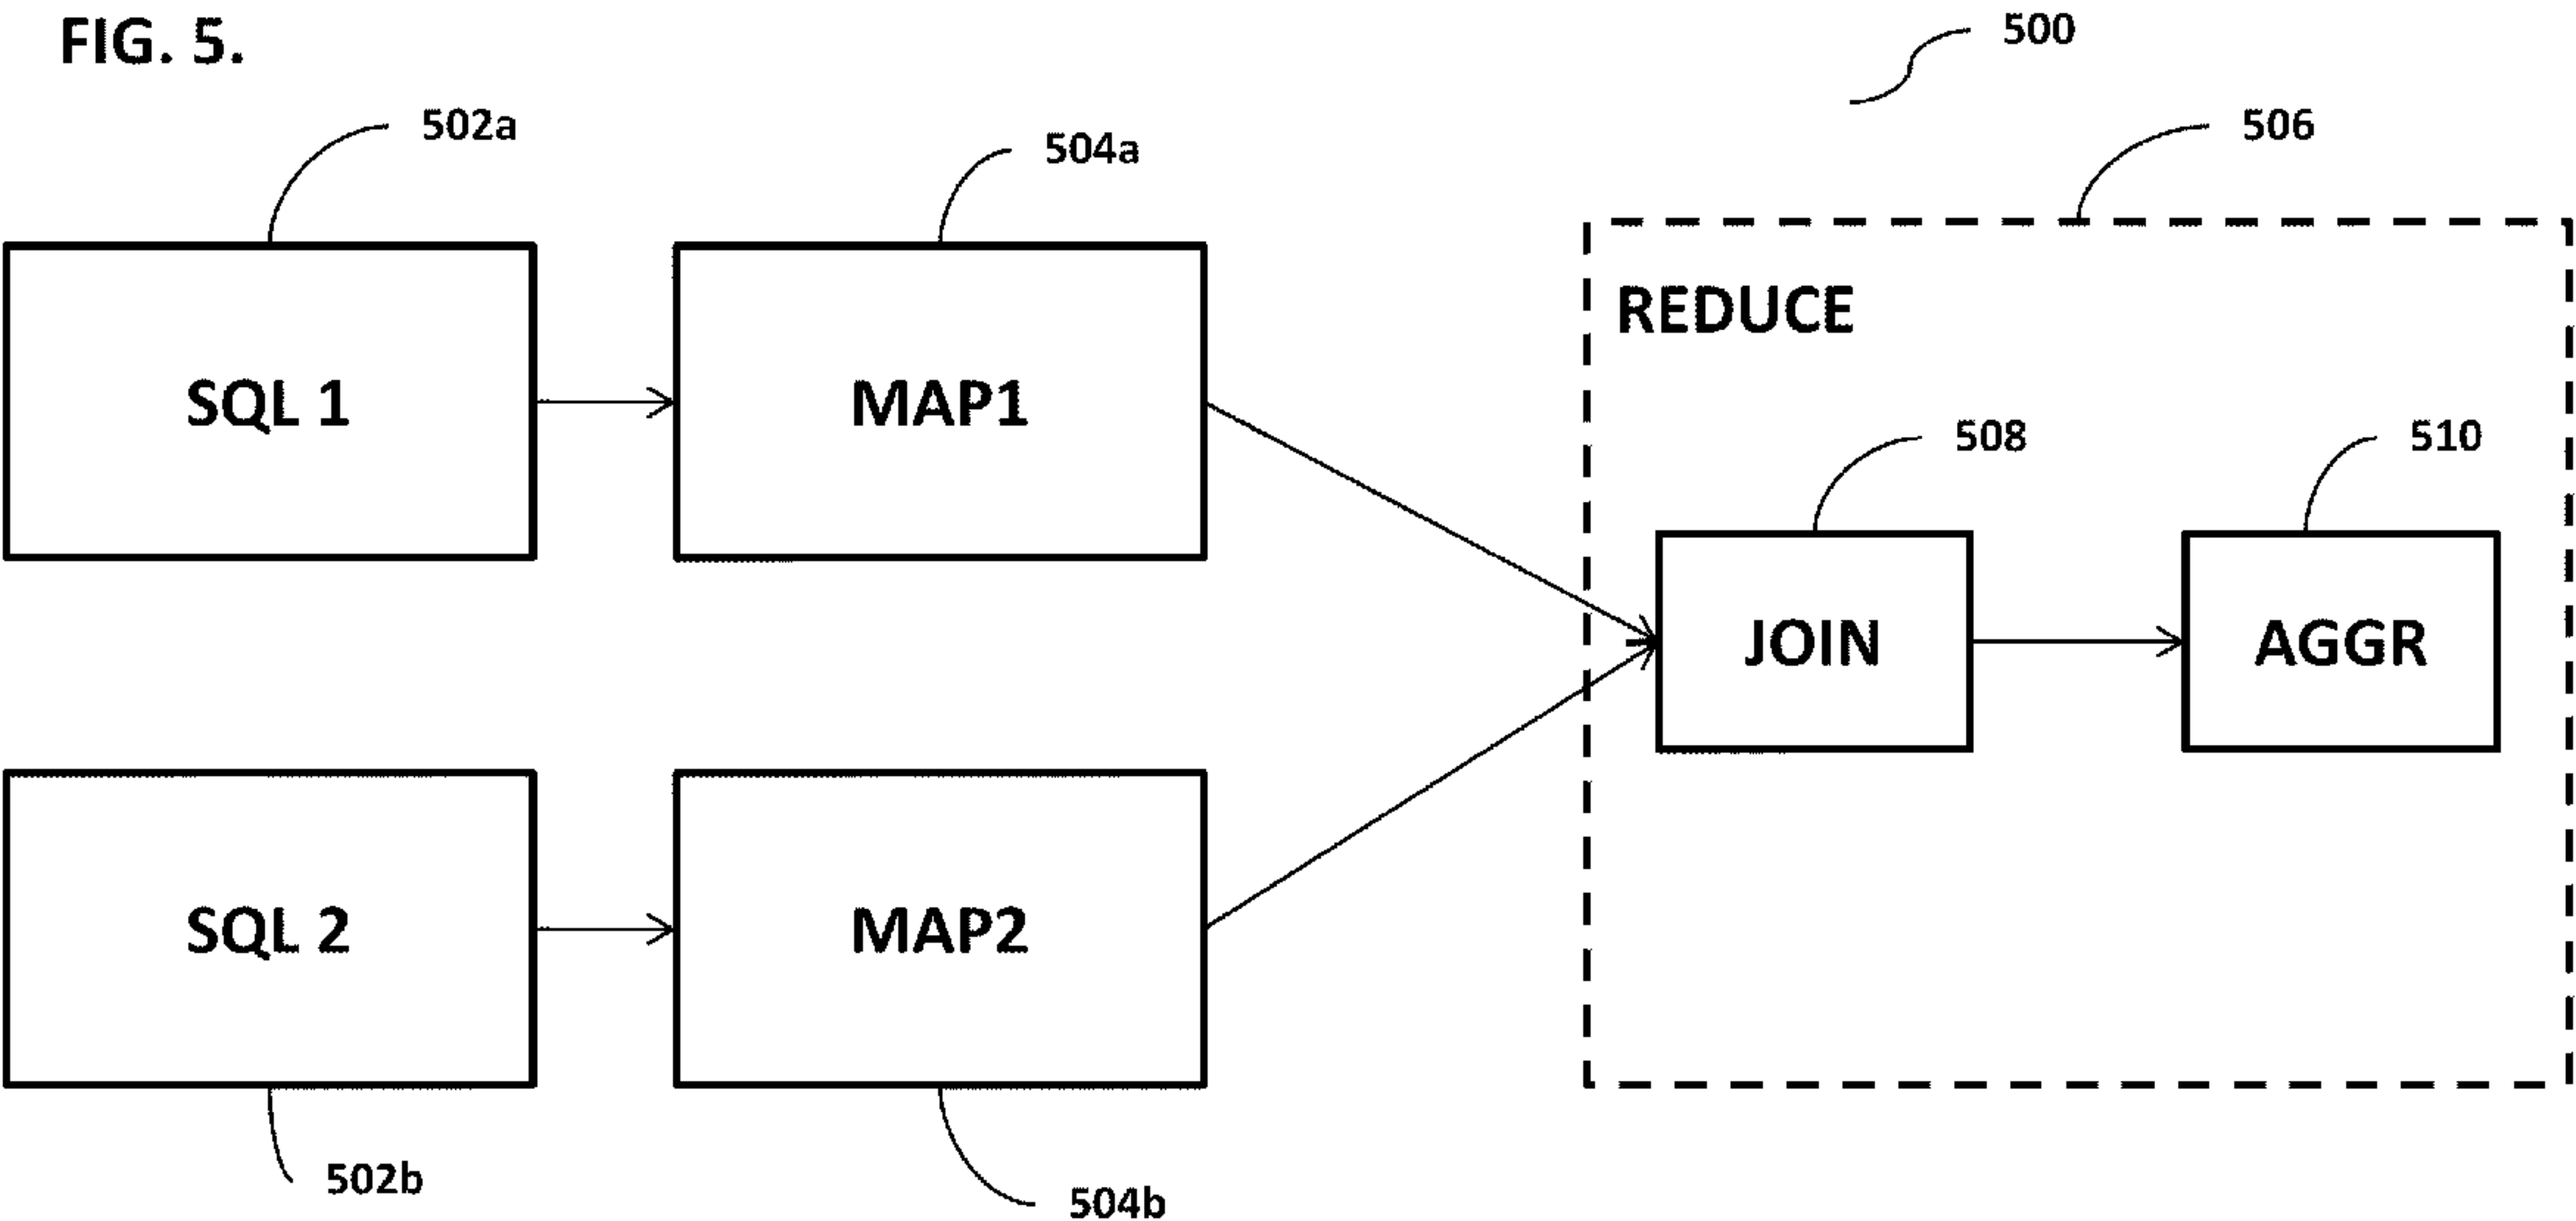 FIG. 5.
500
502a
504a
506
REDUCE
SQL 1
MAP1
508
510
JOIN
AGGR
SQL 2
MAP2
502b
504b